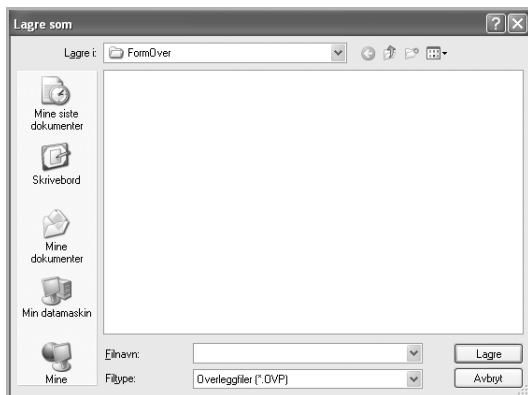 Lagre som
Lagre i: FormOver
Mine siste
dokumenter
Skrivebord
Mine
dokumenter
Min datamaskin
Mine
Filnavn:
Lagre
Filtype: Overleggfiler (*.OVP)
Avbryt